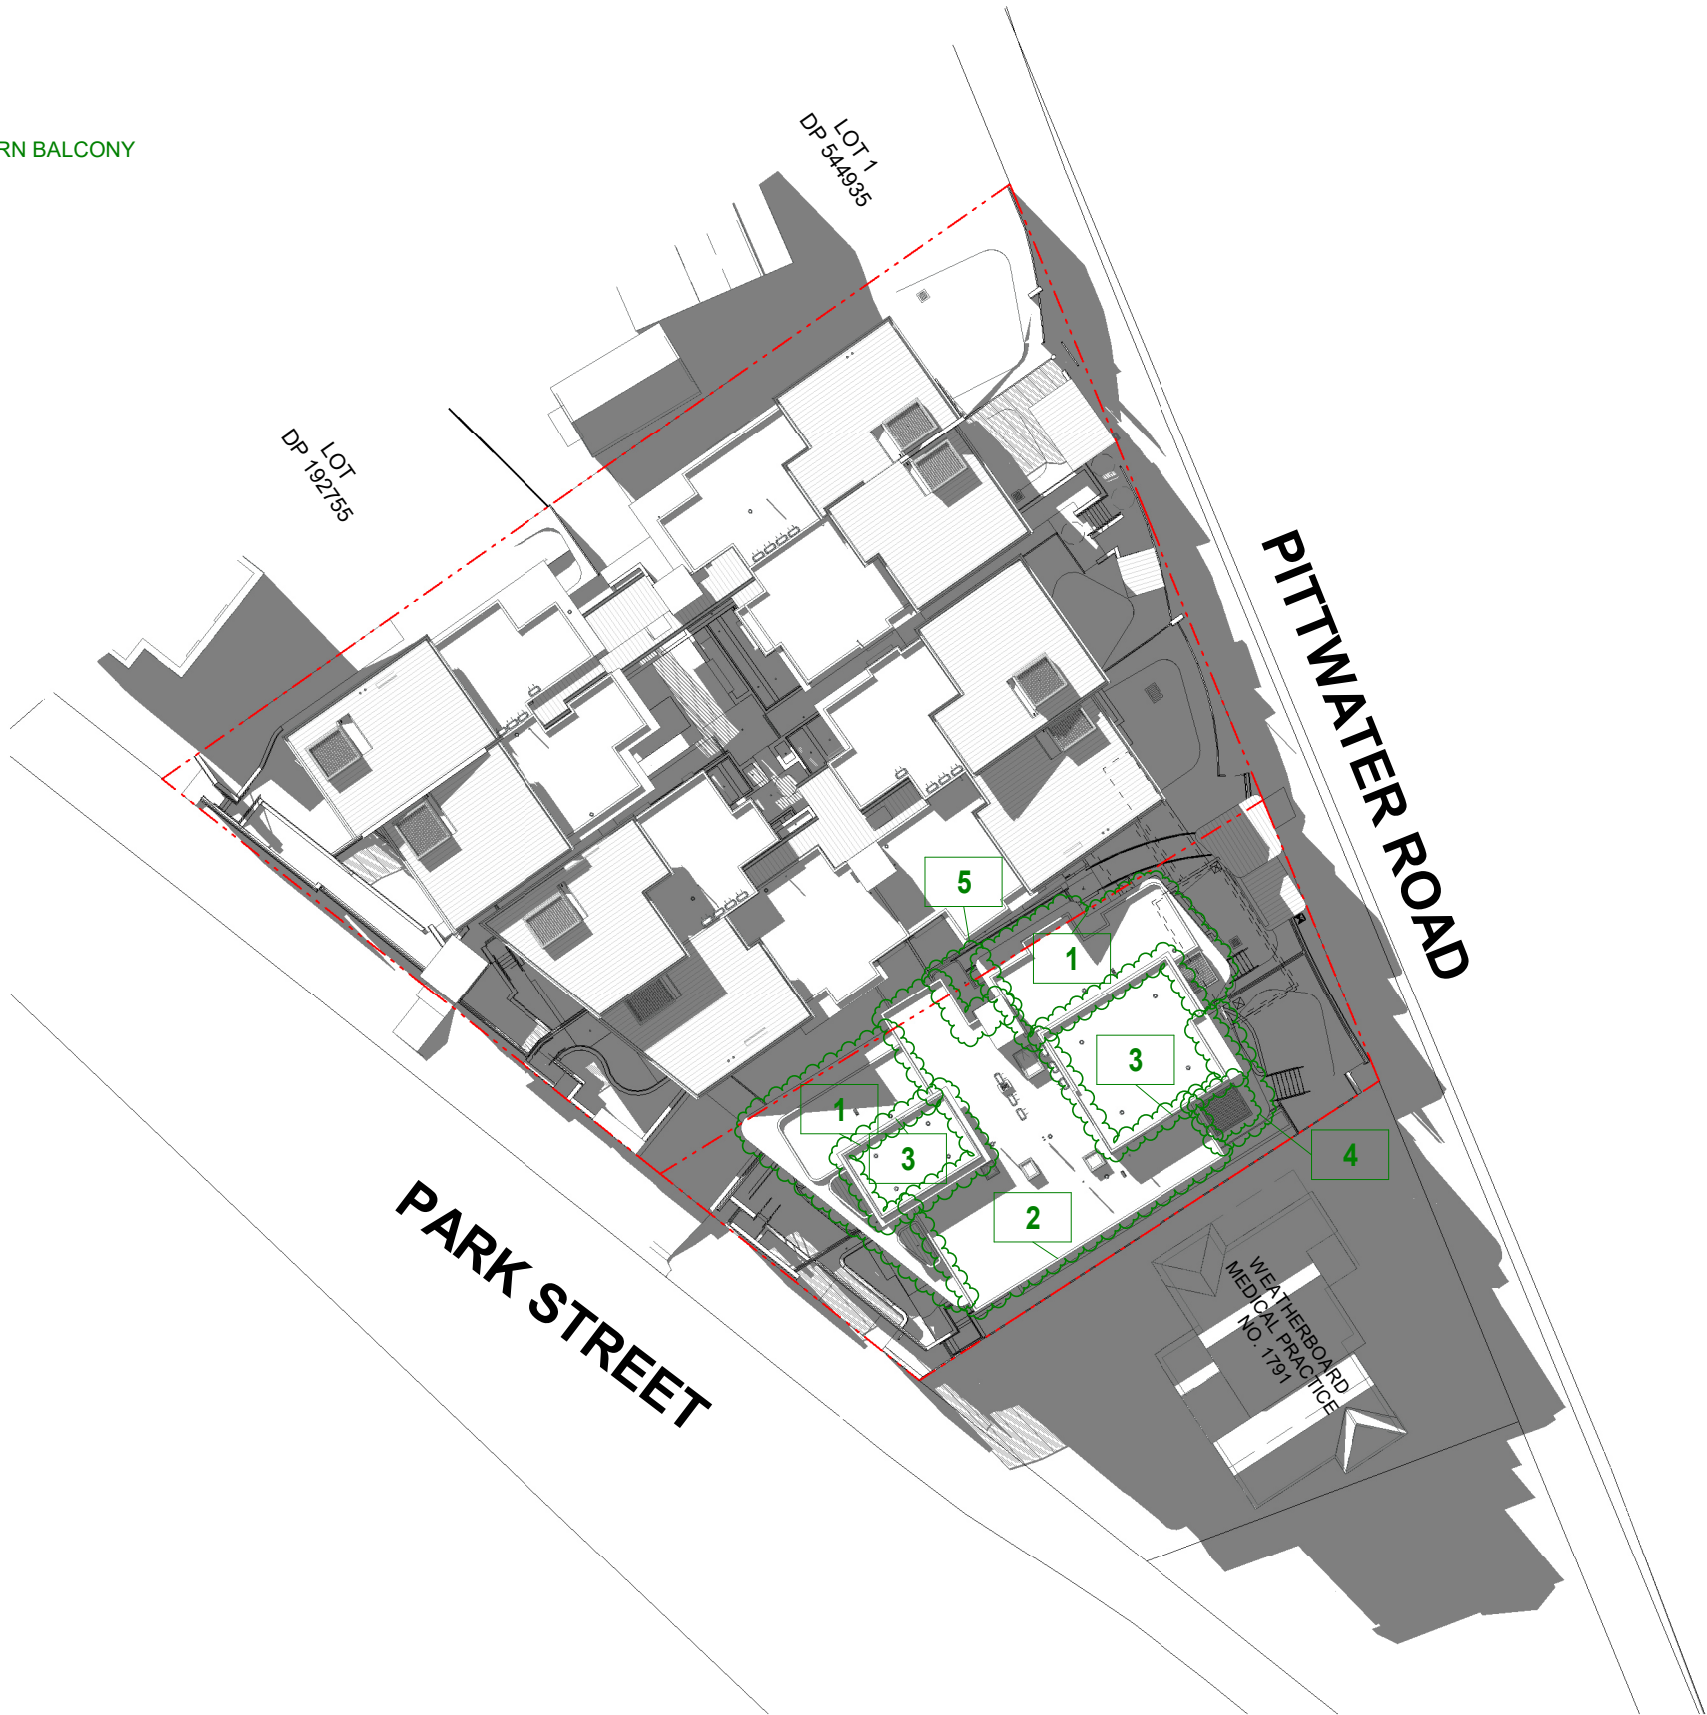 RN BALCONY
LOT 1
DP 544935
LOT
DP 192755
PITTWATER ROAD
5
1
3
1
3
4
2
PARK STREET
WEATHERBOARD
MEDICAL PRACTICE
NO. 1791